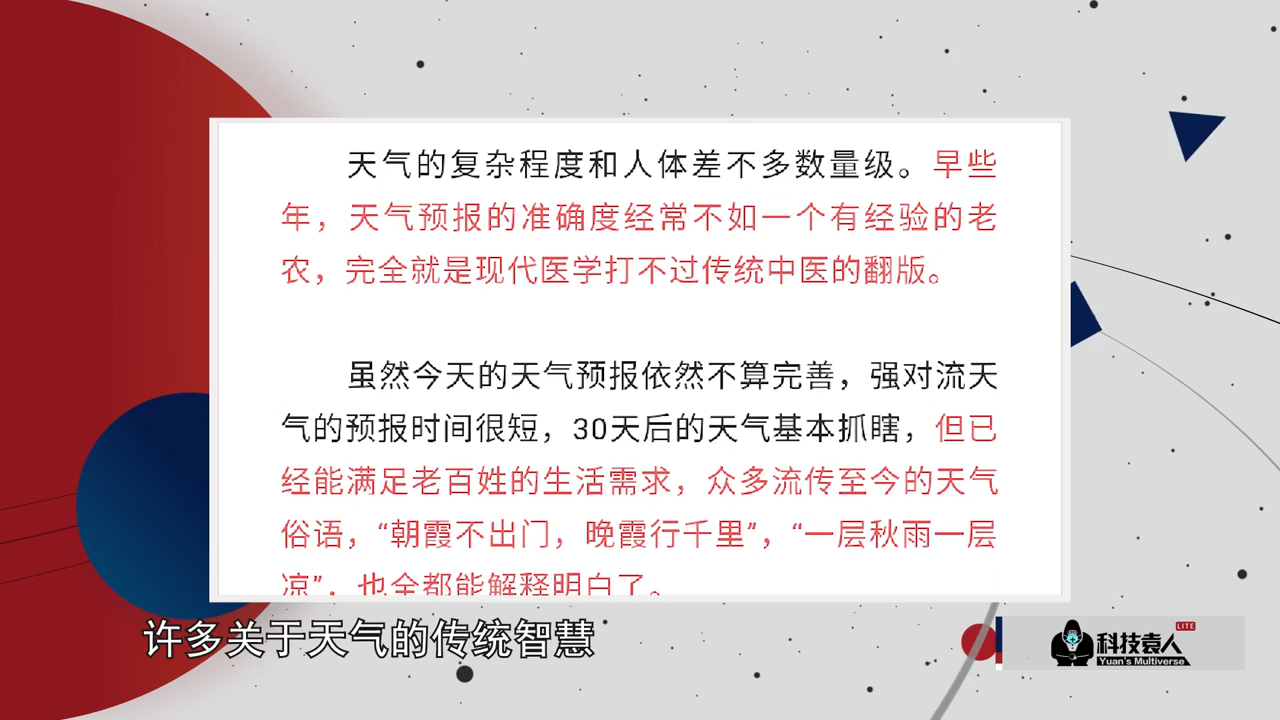 天气的复杂程度和人体差不多数量级。早些
年，天气预报的准确度经常不如一个有经验的老
农，完全就是现代医学打不过传统中医的翻版。
虽然今天的天气预报依然不算完善，强对流天
气的预报时间很短，30天后的天气基本抓瞎，但已
经能满足老百姓的生活需求，众多流传至今的天气
俗语，“朝霞不出门，晚霞行千里”，“一层秋雨一层
凉”，也全都能解释明白了。
许多关于天气的传统智慧
科技袁人
LITE
Yuan's Multiverse